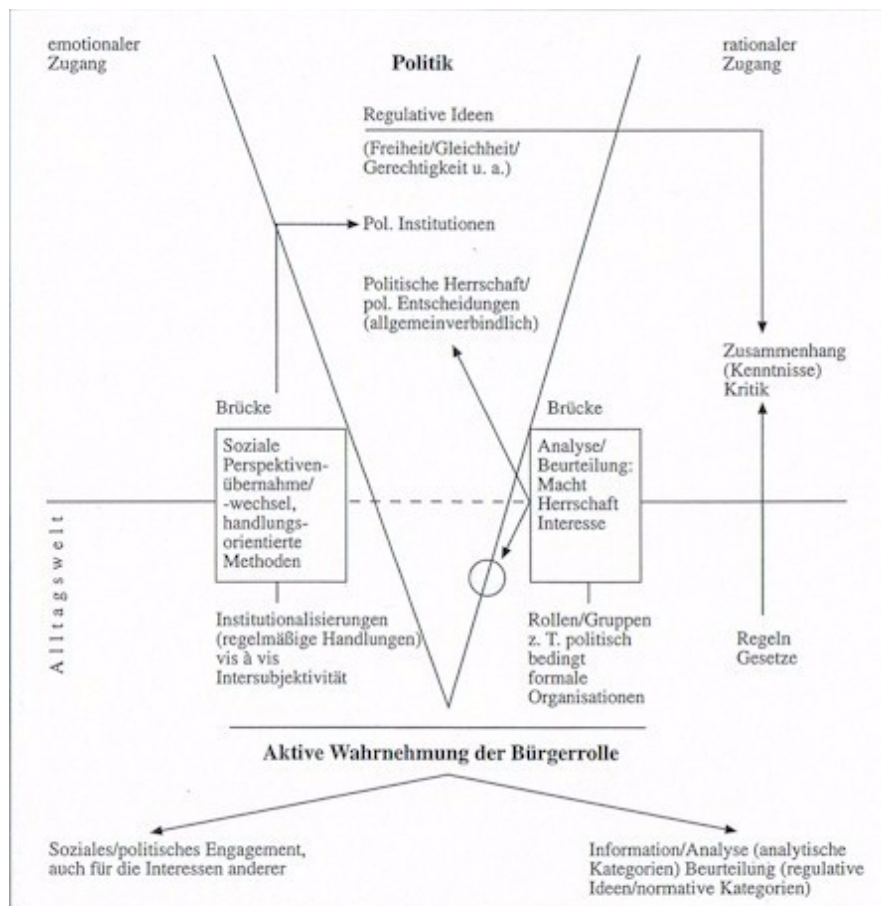 emotionaler
Zugang
Politik
rationaler
Zugang
Regulative Ideen
(Freiheit/Gleichheit/
Gerechtigkeit u. a.)
Pol. Institutionen
Politische Herrschaft/
pol. Entscheidungen
(allgemeinverbindlich)
Zusammenhang
(Kenntnisse)
Kritik
Brücke
Soziale
Perspektiven-
übernahme/
-wechsel,
handlungs-
orientierte
Methoden
Brücke
Analyse/
Beurteilung:
Macht
Herrschaft
Interesse
Alltagswelt
Institutionalisierungen
(regelmäßige Handlungen)
vis à vis
Intersubjektivität
Rollen/Gruppen
z. T. politisch
bedingt
formale
Organisationen
Regeln
Gesetze
Aktive Wahrnehmung der Bürgerrolle
Soziales/politisches Engagement,
auch für die Interessen anderer
Information/Analyse (analytische
Kategorien) Beurteilung (regulative
Ideen/normative Kategorien)